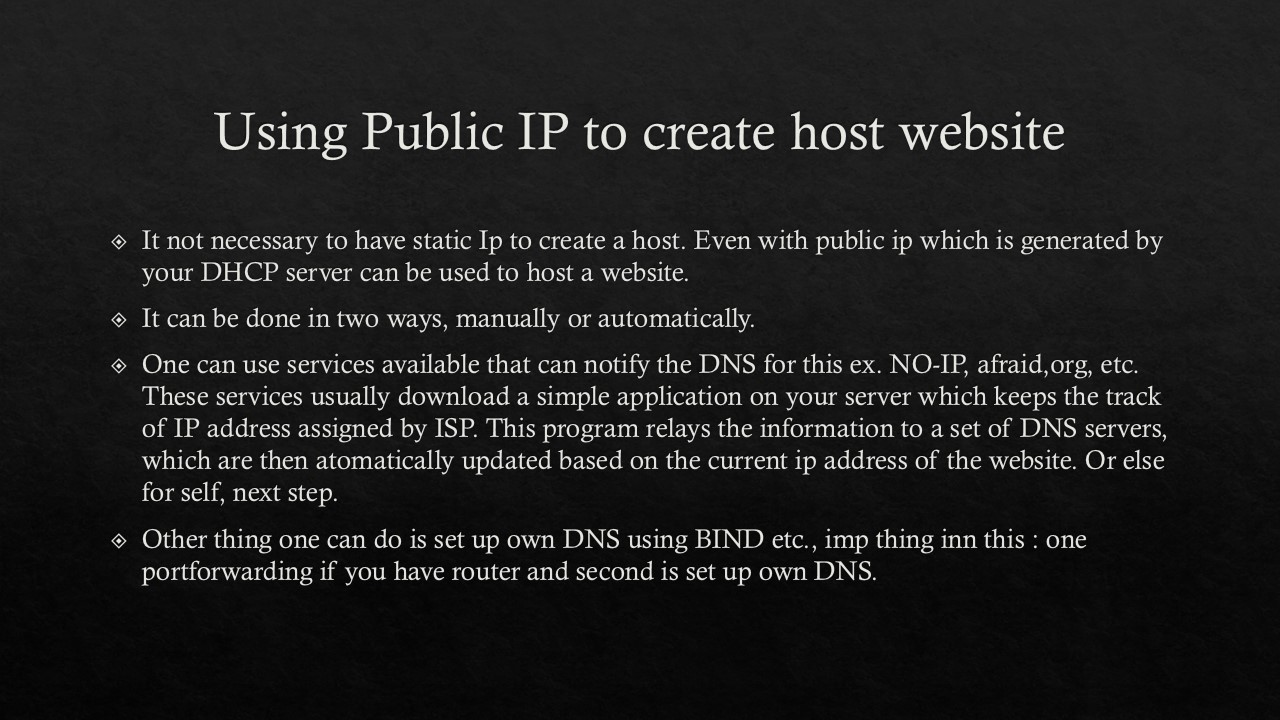 Using Public IP to create host website
It not necessary to have static Ip to create a host. Even with public ip which is generated by
your DHCP server can be used to host a website.
It can be done in two ways, manually or automatically.
One can use services available that can notify the DNS for this ex. NO-IP, afraid,org, etc.
These services usually download a simple application on your server which keeps the track
of IP address assigned by ISP. This program relays the information to a set of DNS servers,
which are then atomatically updated based on the current ip address of the website. Or else
for self, next step.
Other thing one can do is set up own DNS using BIND etc., imp thing inn this : one
portforwarding if you have router and second is set up own DNS.